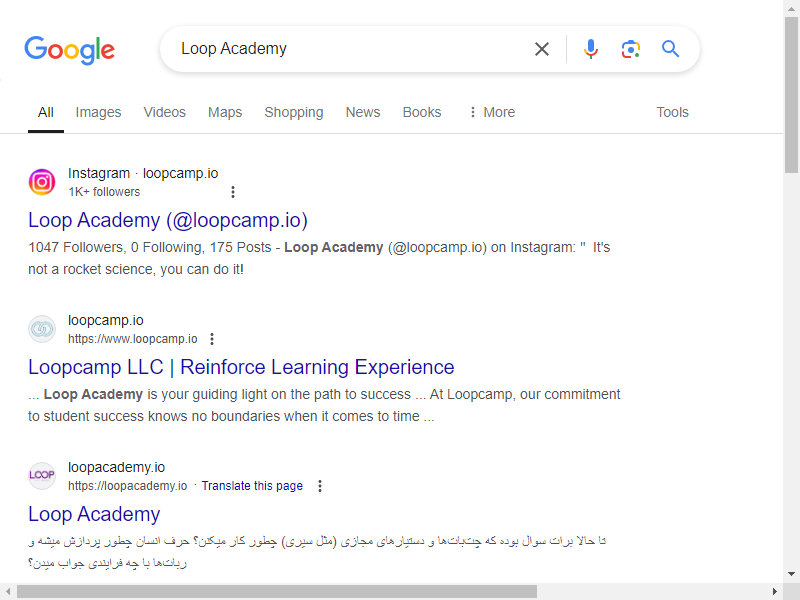 Google
Loop Academy
All Images Videos Maps Shopping News Books More Tools
Instagram · loopcamp.io
1K+ followers
Loop Academy (@loopcamp.io)
1047 Followers, 0 Following, 175 Posts - Loop Academy (@loopcamp.io) on Instagram: " It's
not a rocket science, you can do it!
loopcamp.io
https://www.loopcamp.io
Loopcamp LLC | Reinforce Learning Experience
... Loop Academy is your guiding light on the path to success ... At Loopcamp, our commitment
to student success knows no boundaries when it comes to time ...
LOOP
loopacademy.io
https://loopacademy.io · Translate this page
Loop Academy
تا حالا برات سوال بوده که چت‌بات‌ها و دستیارهای مجازی (مثل سیری) چطور کار میکنن؟ حرف انسان چطور پردازش میشه و
ربات‌ها با چه فرایندی جواب میدن؟